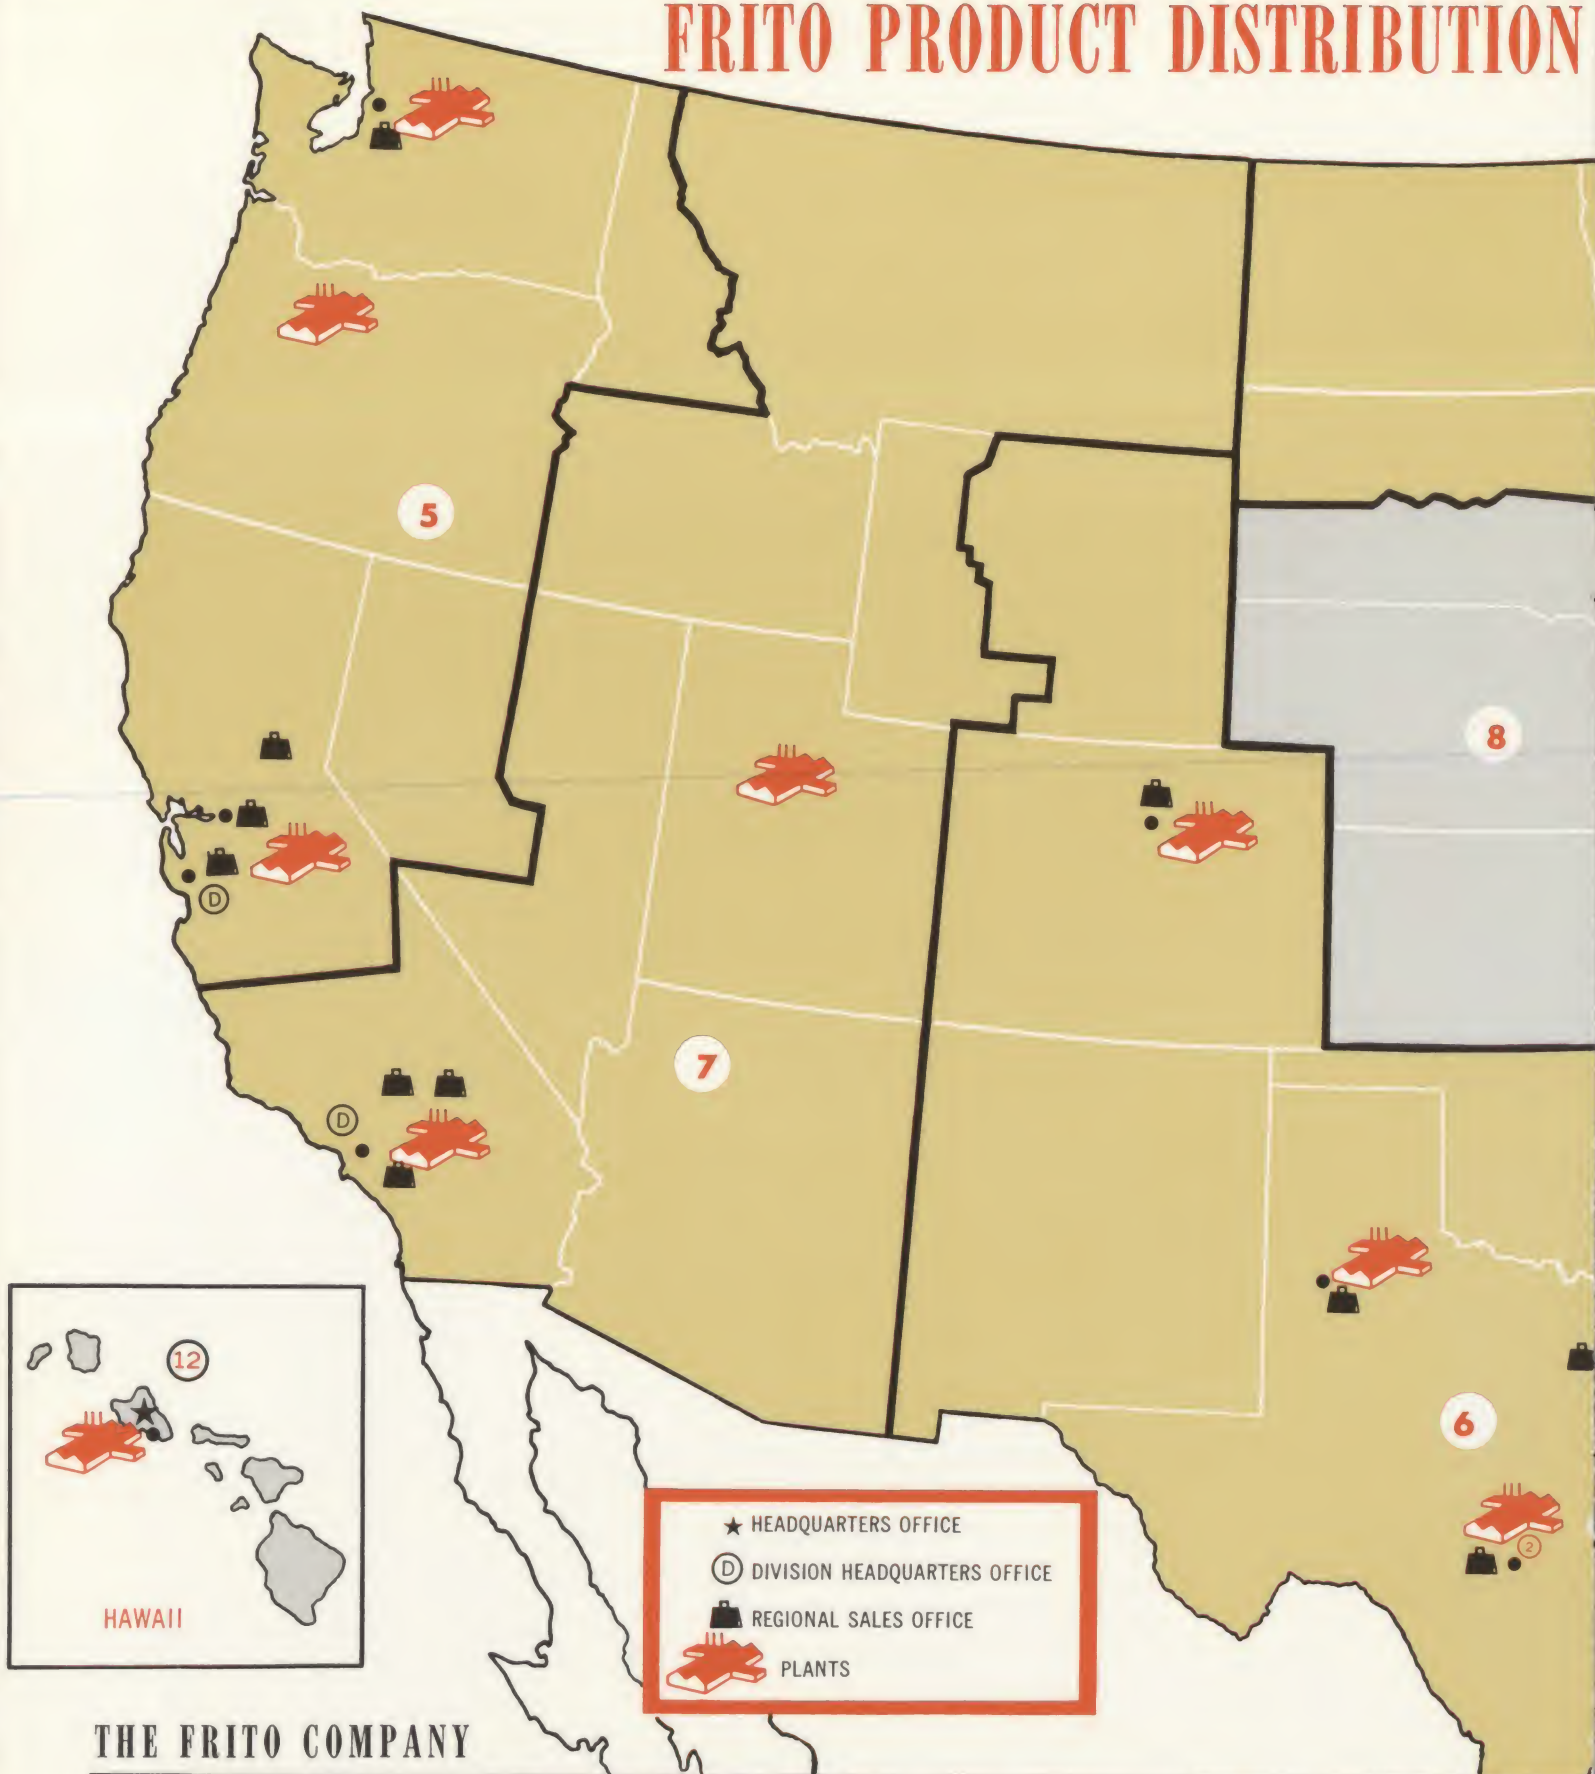 FRITO PRODUCT DISTRIBUTION
5
8
D
7
D
12
6
2
HAWAII
HEADQUARTERS OFFICE
D DIVISION HEADQUARTERS OFFICE
REGIONAL SALES OFFICE
PLANTS
THE FRITO COMPANY